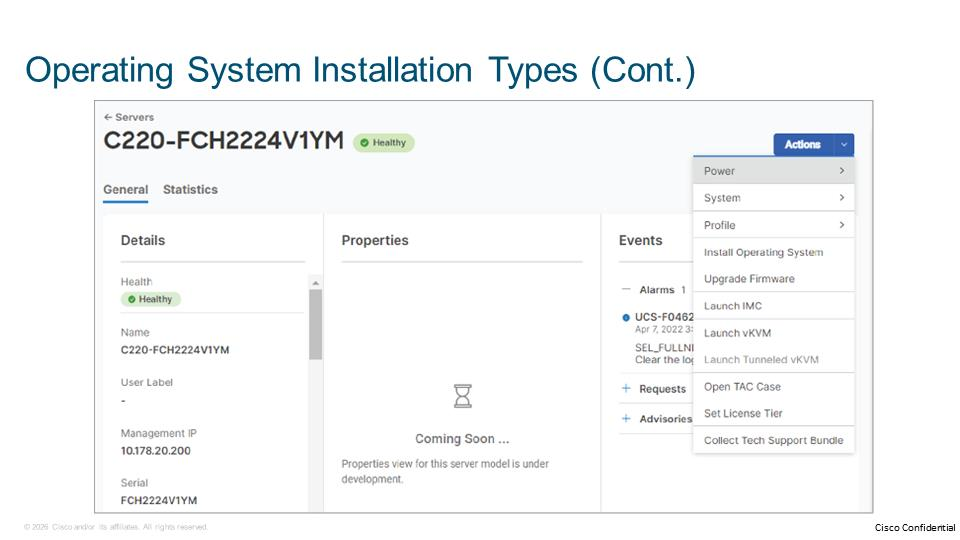 Operating System Installation Types (Cont.)
← Servers
C220-FCH2224V1YM Healthy
Actions
General Statistics
Power
System
Profile
Install Operating System
Upgrade Firmware
Launch IMC
Launch vKVM
Launch Tunneled vKVM
Open TAC Case
Set License Tier
Collect Tech Support Bundle
Details
Health
Healthy
Name
C220-FCH2224V1YM
User Label
-
Management IP
10.178.20.200
Serial
FCH2224V1YM
Properties
Coming Soon ...
Properties view for this server model is under
development.
Events
Alarms 1
UCS-F0462
Apr 7, 2022 3:
SEL_FULLN
Clear the lo
Requests
Advisories
© 2026 Cisco and/or its affiliates. All rights reserved.
Cisco Confidential